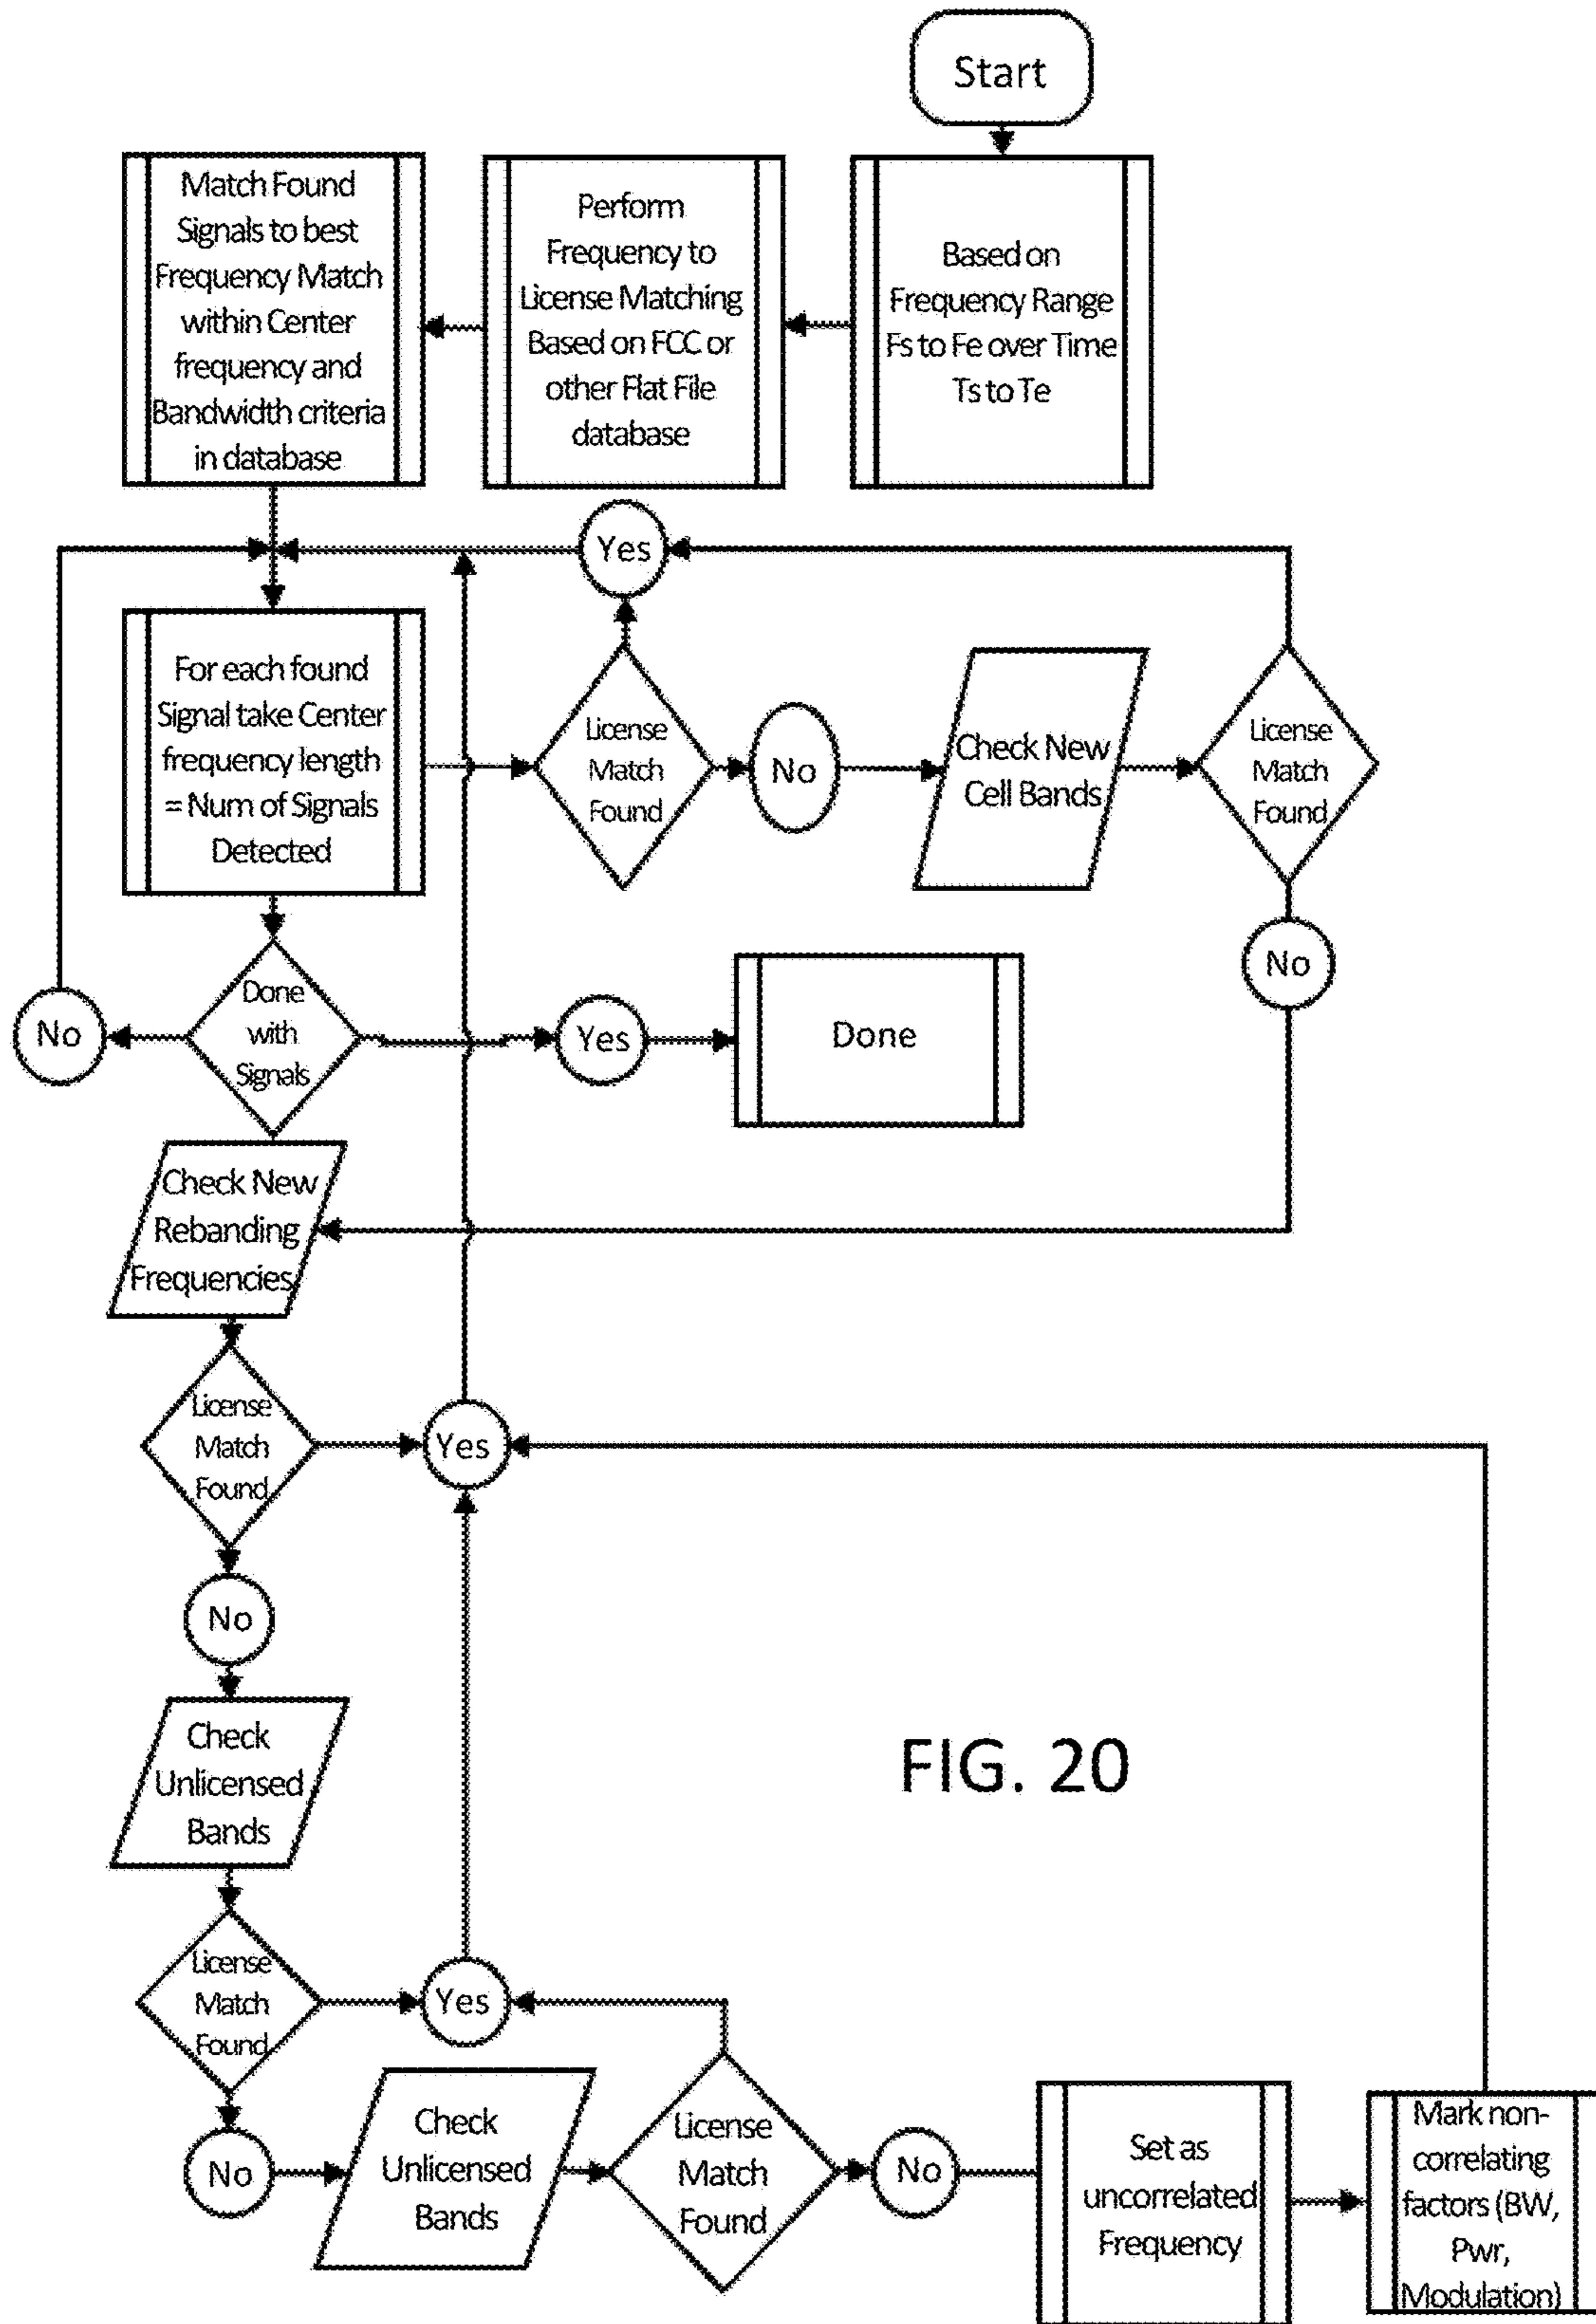 Start
Match Found
Signals to best
Frequency Match
within Center
frequency and
Bandwidth criteria
in database
Perform
Frequency to
License Matching
Based on FCC or
other Flat File
database
Based on
Frequency Range
Fs to Fe over Time
Ts to Te
Yes
For each found
Signal take Center
frequency length
= Num of Signals
Detected
License
Match
Found
No
Check New
Cell Bands
License
Match
Found
No
No
Done
with
Signals
Yes
Done
Check New
Rebanding
Frequencies
License
Match
Found
Yes
No
Check
Unlicensed
Bands
FIG. 20
License
Match
Found
Yes
No
Check
Unlicensed
Bands
License
Match
Found
No
Set as
uncorrelated
Frequency
Mark non-
correlating
factors (BW,
Pwr,
Modulation)